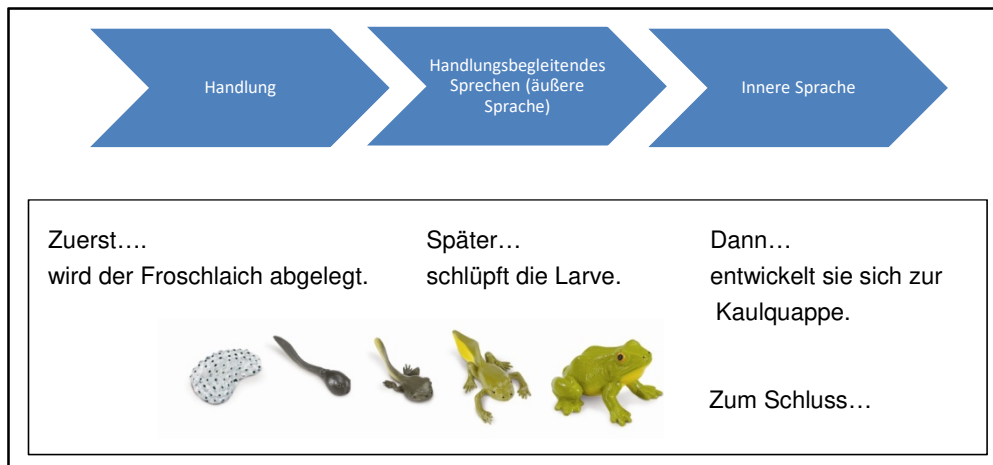 Handlung
Handlungsbegleitendes
Sprechen (äußere
Sprache)
Innere Sprache
Zuerst….
wird der Froschlaich abgelegt.
Später…
schlüpft die Larve.
Dann…
entwickelt sie sich zur
Kaulquappe.
Zum Schluss…